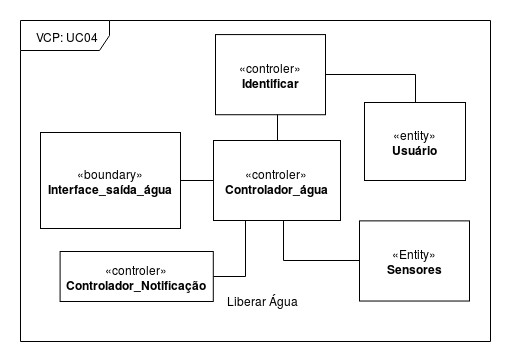 VCP: UC04
«controler»
Identificar
«entity»
Usuário
«boundary»
Interface_saída_água
«controler»
Controlador_água
«Entity»
Sensores
«controler»
Controlador_Notificação
Liberar Água